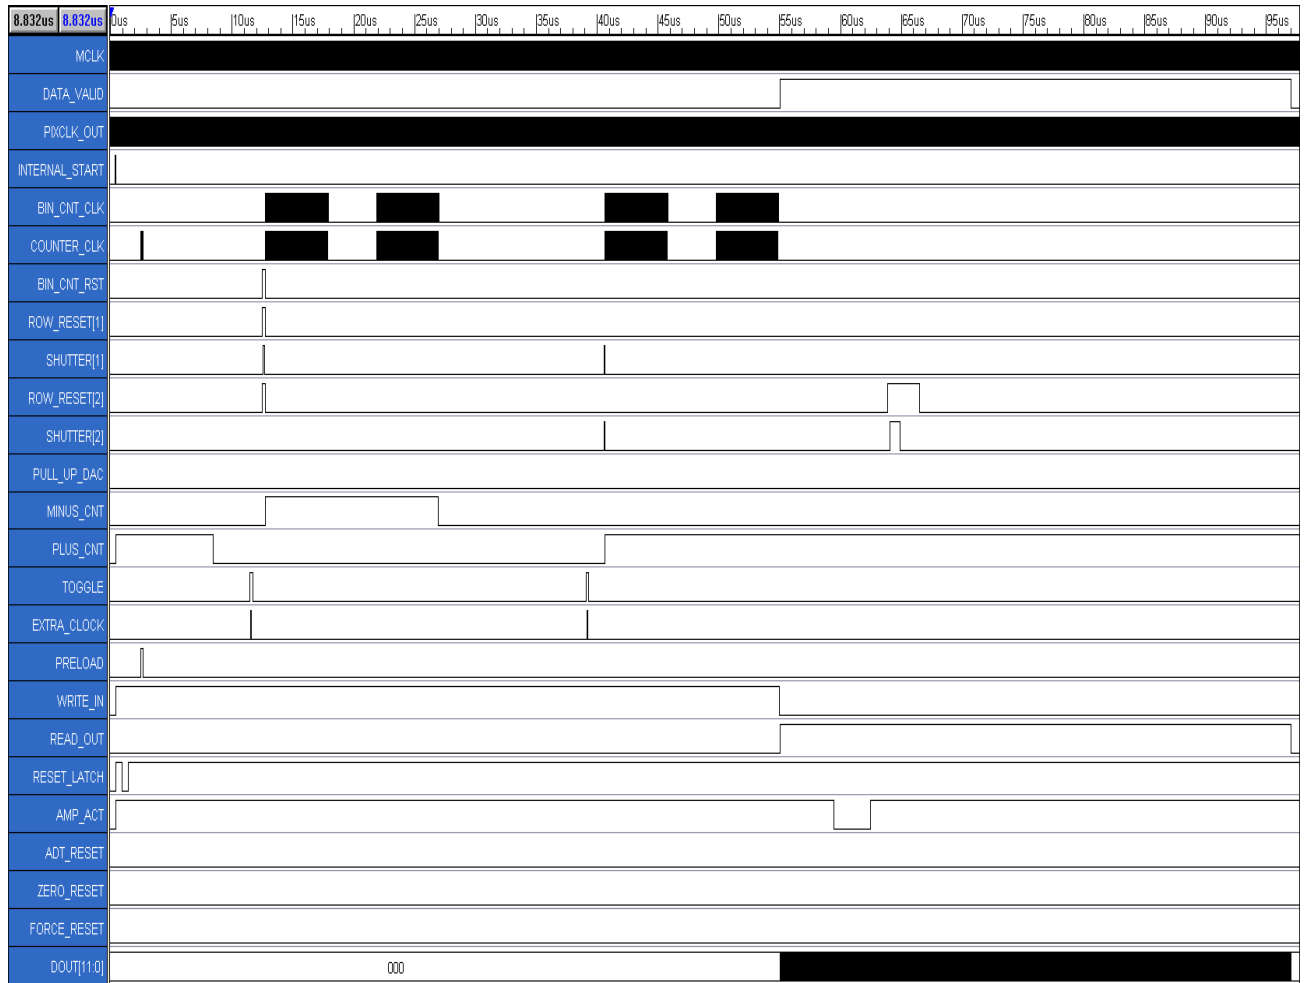 8.832us 8.832us 0us 5us 10us 15us 20us 25us 30us 35us 40us 45us 50us 55us 60us 65us 70us 75us 80us 85us 90us 95us
MCLK
DATA_VALID
PIXCLK_OUT
INTERNAL_START
BIN_CNT_CLK
COUNTER_CLK
BIN_CNT_RST
ROW_RESET[1]
SHUTTER[1]
ROW_RESET[2]
SHUTTER[2]
PULL_UP_DAC
MINUS_CNT
PLUS_CNT
TOGGLE
EXTRA_CLOCK
PRELOAD
WRITE_IN
READ_OUT
RESET_LATCH
AMP_ACT
ADT_RESET
ZERO_RESET
FORCE_RESET
DOUT[11:0] 000